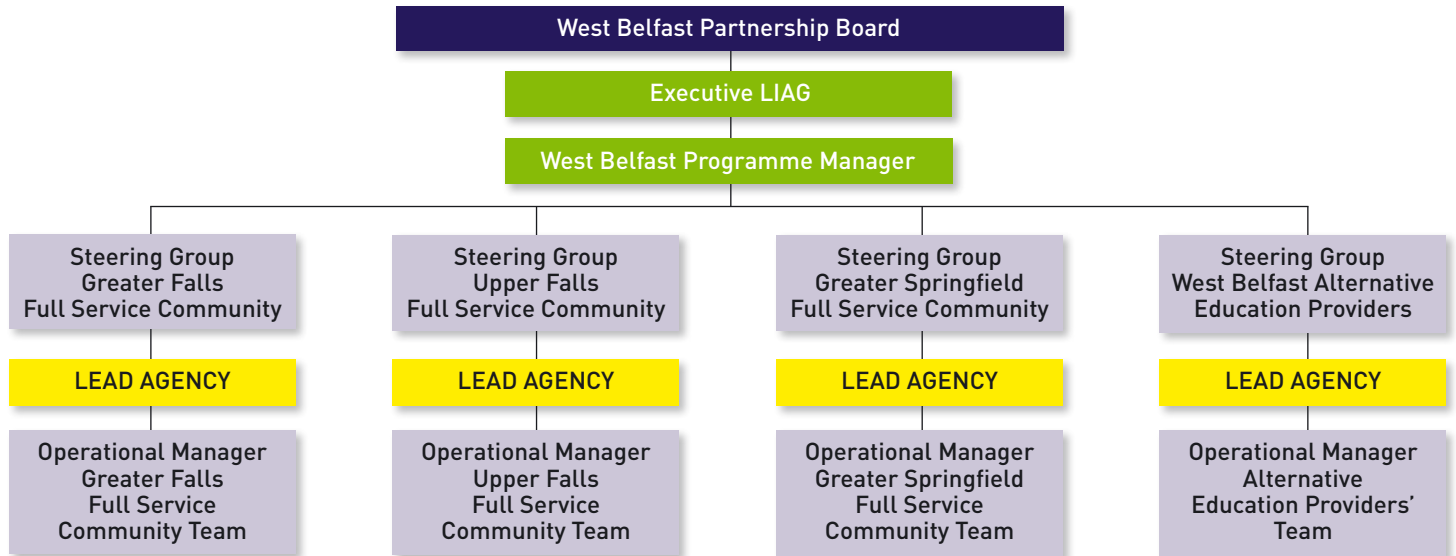 West Belfast Partnership Board
Executive LIAG
West Belfast Programme Manager
Steering Group
Greater Falls
Full Service Community
Steering Group
Upper Falls
Full Service Community
Steering Group
Greater Springfield
Full Service Community
Steering Group
West Belfast Alternative
Education Providers
LEAD AGENCY
LEAD AGENCY
LEAD AGENCY
LEAD AGENCY
Operational Manager
Greater Falls
Full Service
Community Team
Operational Manager
Upper Falls
Full Service
Community Team
Operational Manager
Greater Springfield
Full Service
Community Team
Operational Manager
Alternative
Education Providers’
Team